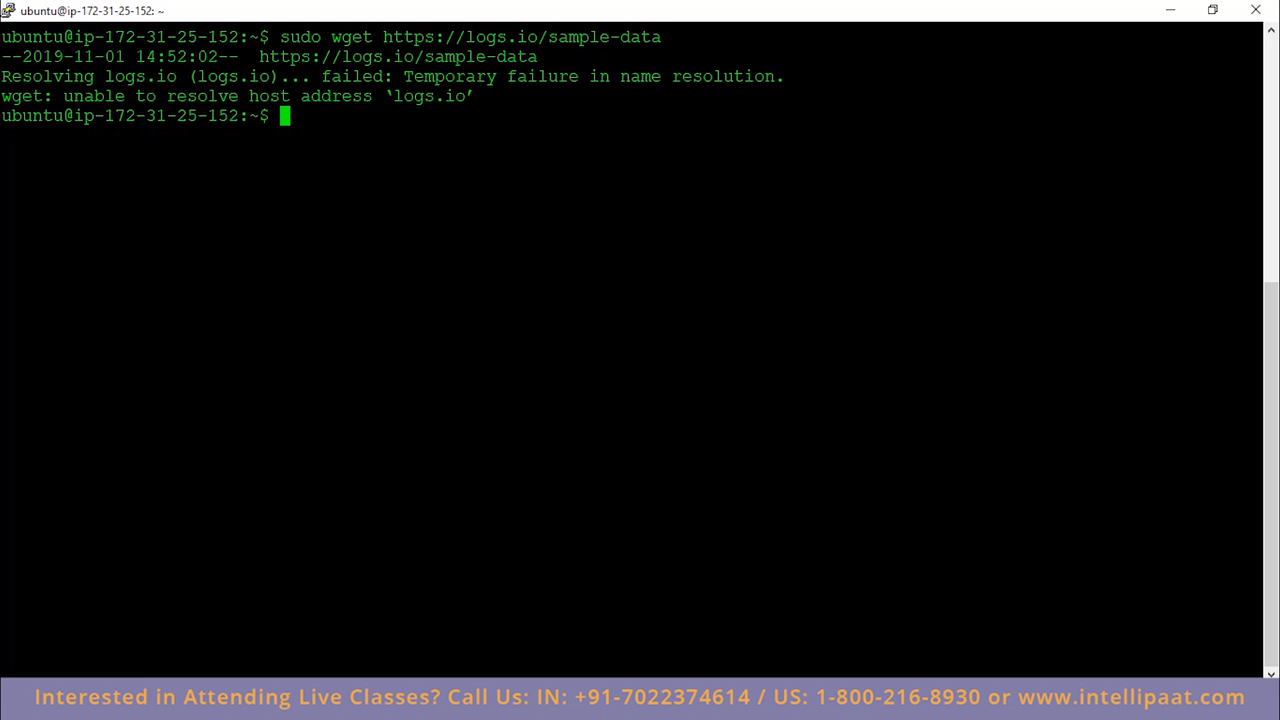 ubuntu@ip-172-31-25-152: ~
ubuntu@ip-172-31-25-152:~$ sudo wget https://logs.io/sample-data
--2019-11-01 14:52:02--  https://logs.io/sample-data
Resolving logs.io (logs.io)... failed: Temporary failure in name resolution.
wget: unable to resolve host address ‘logs.io’
ubuntu@ip-172-31-25-152:~$
Interested in Attending Live Classes? Call Us: IN: +91-7022374614 / US: 1-800-216-8930 or www.intellipaat.com